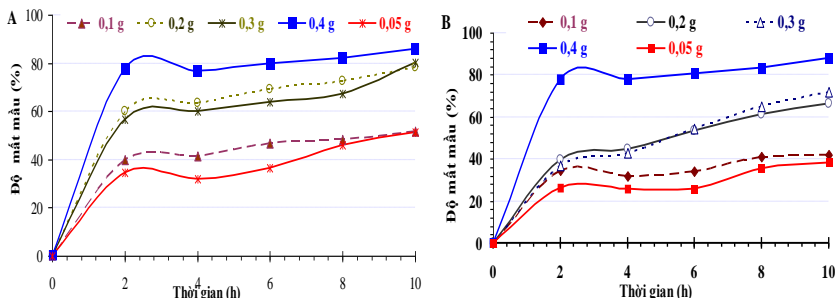 A
0,1 g 0,2 g 0,3 g 0,4 g 0,05 g
Độ mất màu (%)
100
80
60
40
20
0
0 2 4 6 8 10
Thời gian (h)
B
0,1 g 0,2 g 0,3 g
0,4 g 0,05 g
Độ mất màu (%)
100
80
60
40
20
0
0 2 4 6 8 10
Thời gian (h)